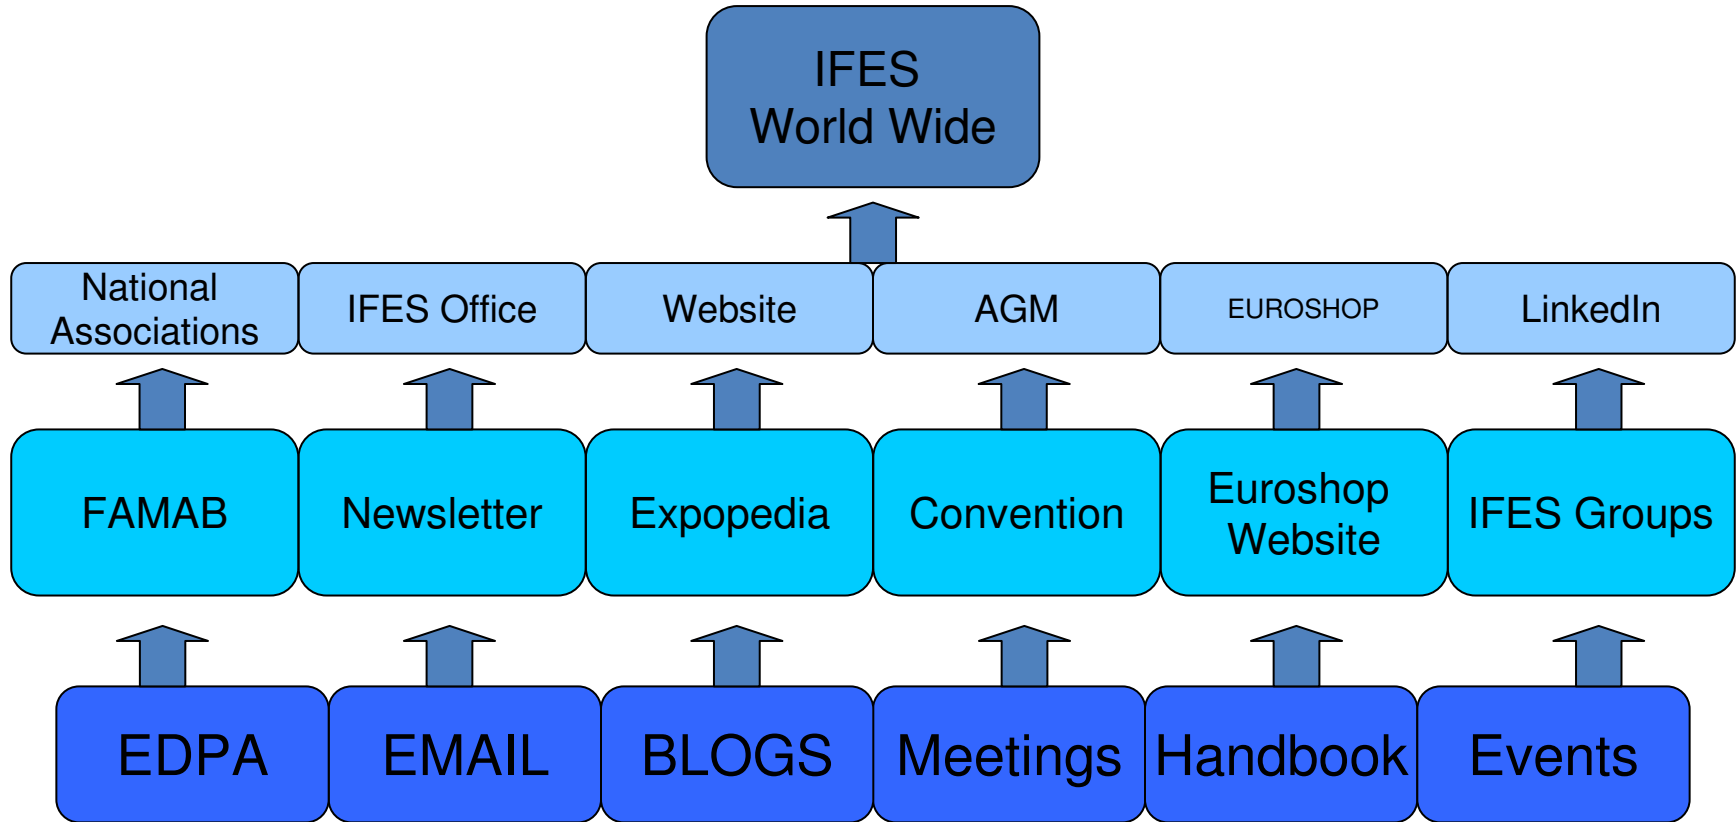 IFES
World Wide
National
Associations
IFES Office
Website
AGM
EUROSHOP
LinkedIn
FAMAB
Newsletter
Expopedia
Convention
Euroshop
Website
IFES Groups
EDPA
EMAIL
BLOGS
Meetings
Handbook
Events